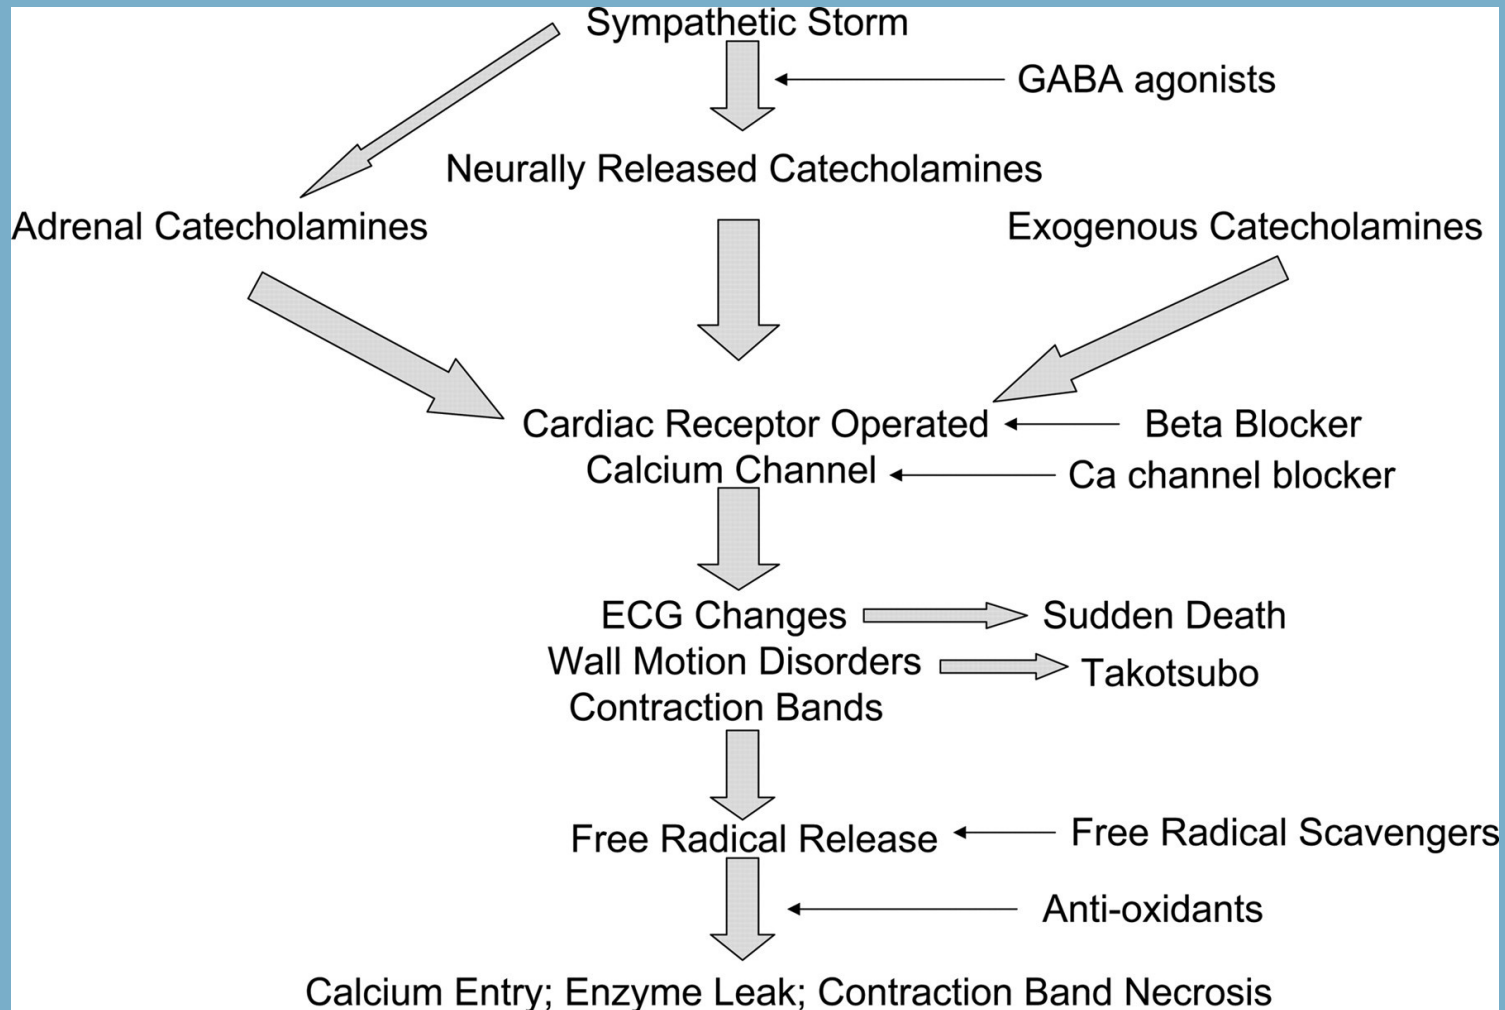 Sympathetic Storm
GABA agonists
Neurally Released Catecholamines
Adrenal Catecholamines
Exogenous Catecholamines
Cardiac Receptor Operated
Beta Blocker
Calcium Channel
Ca channel blocker
ECG Changes
Sudden Death
Wall Motion Disorders
Takotsubo
Contraction Bands
Free Radical Release
Free Radical Scavengers
Anti-oxidants
Calcium Entry; Enzyme Leak; Contraction Band Necrosis